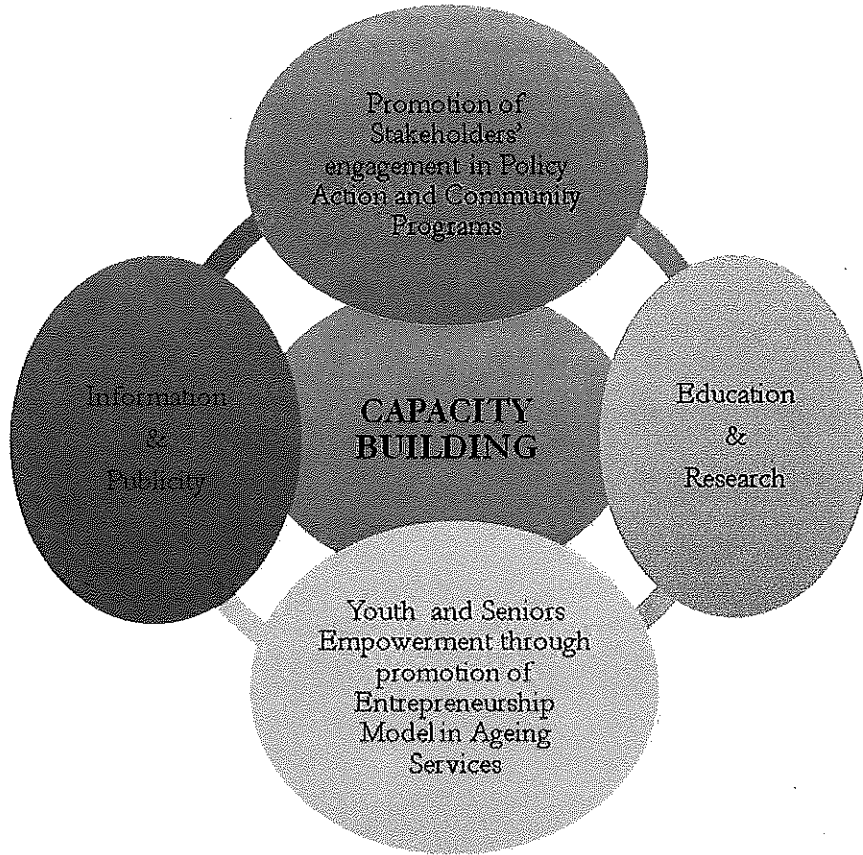 Promotion of
Stakeholders'
engagement in Policy
Action and Community
Programs
Information
&
Publicity
CAPACITY
BUILDING
Education
&
Research
Youth and Seniors
Empowerment through
promotion of
Entrepreneurship
Model in Ageing
Services